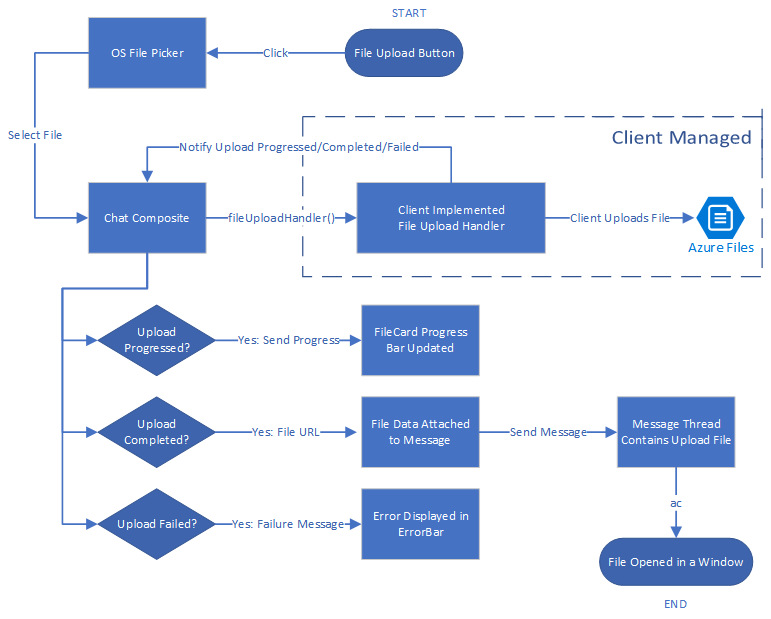 START
OS File Picker
Click
File Upload Button
Select File
Client Managed
Notify Upload Progressed/Completed/Failed
Chat Composite
fileUploadHandler()
Client Implemented
File Upload Handler
Client Uploads File
Azure Files
Upload
Progressed?
Yes: Send Progress
FileCard Progress
Bar Updated
Upload
Completed?
Yes: File URL
File Data Attached
to Message
Send Message
Message Thread
Contains Upload File
ac
Upload Failed?
Yes: Failure Message
Error Displayed in
ErrorBar
File Opened in a Window
END